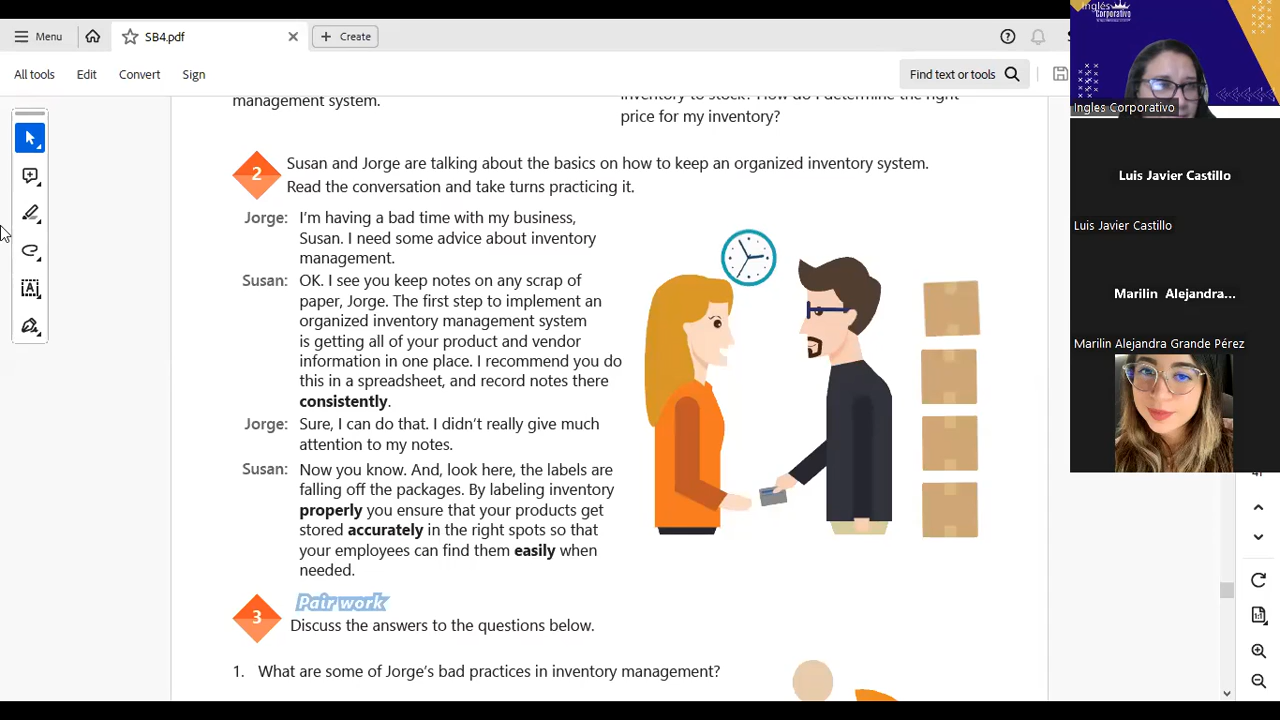 Menu
SB4.pdf
Create
All tools
Edit
Convert
Sign
Find text or tools
management system.
inventory to stock? How do I determine the right
price for my inventory?
2
Susan and Jorge are talking about the basics on how to keep an organized inventory system.
Read the conversation and take turns practicing it.
Jorge: I'm having a bad time with my business,
Susan. I need some advice about inventory
management.
Susan: OK. I see you keep notes on any scrap of
paper, Jorge. The first step to implement an
organized inventory management system
is getting all of your product and vendor
information in one place. I recommend you do
this in a spreadsheet, and record notes there
consistently.
Jorge: Sure, I can do that. I didn't really give much
attention to my notes.
Susan: Now you know. And, look here, the labels are
falling off the packages. By labeling inventory
properly you ensure that your products get
stored accurately in the right spots so that
your employees can find them easily when
needed.
3
Pair work
Discuss the answers to the questions below.
1. What are some of Jorge's bad practices in inventory management?
Inglés
corporativo
Ingles Corporativo
Luis Javier Castillo
Luis Javier Castillo
Marilin Alejandra...
Marilin Alejandra Grande Pérez